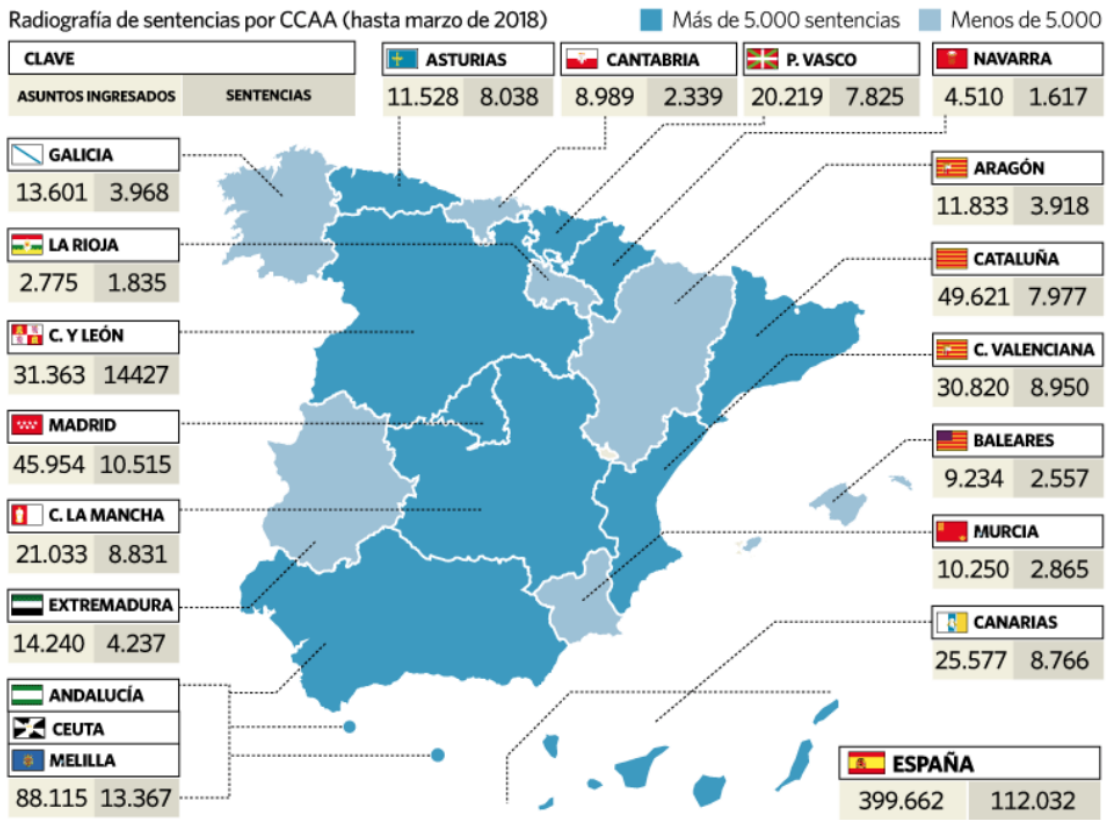 Radiografía de sentencias por CCAA (hasta marzo de 2018)
Más de 5.000 sentencias
Menos de 5.000
CLAVE
ASUNTOS INGRESADOS
SENTENCIAS
ASTURIAS
11.528 8.038
CANTABRIA
8.989 2.339
P. VASCO
20.219 7.825
NAVARRA
4.510 1.617
GALICIA
13.601 3.968
LA RIOJA
2.775 1.835
C. Y LEÓN
31.363 14427
MADRID
45.954 10.515
C. LA MANCHA
21.033 8.831
EXTREMADURA
14.240 4.237
ANDALUCÍA
CEUTA
MELILLA
88.115 13.367
ARAGÓN
11.833 3.918
CATALUÑA
49.621 7.977
C. VALENCIANA
30.820 8.950
BALEARES
9.234 2.557
MURCIA
10.250 2.865
CANARIAS
25.577 8.766
ESPAÑA
399.662 112.032